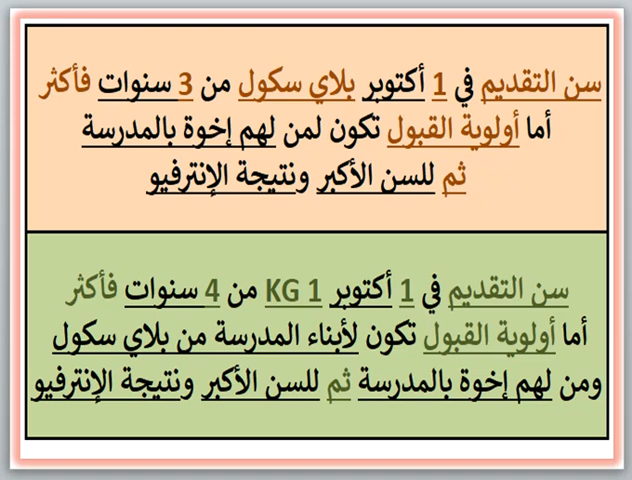 سن التقديم في 1 أكتوبر بلاي سكول من 3 سنوات فأكثر
أما أولوية القبول تكون لمن لهم إخوة بالمدرسة
ثم للسن الأكبر ونتيجة الإنترفيو
سن التقديم في 1 أكتوبر KG 1 من 4 سنوات فأكثر
أما أولوية القبول تكون لأبناء المدرسة من بلاي سكول
ومن لهم إخوة بالمدرسة ثم للسن الأكبر ونتيجة الإنترفيو